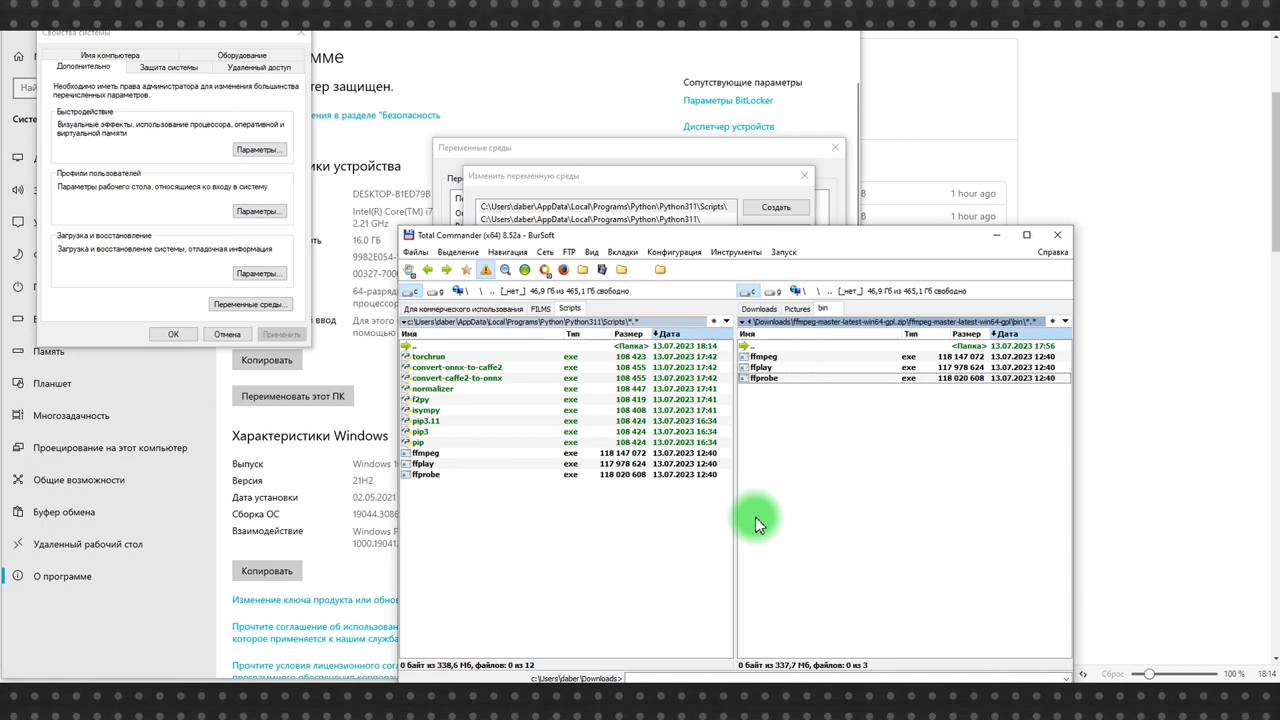 Свойства системы
Имя компьютера
Оборудование
Дополнительно
Защита системы
Удаленный доступ
Необходимо иметь права администратора для изменения большинства
перечисленных параметров.
Быстродействие
Визуальные эффекты, использование процессора, оперативной и
виртуальной памяти
Параметры...
Профили пользователей
Параметры рабочего стола, относящиеся ко входу в систему
Параметры...
Загрузка и восстановление
Загрузка и восстановление системы, отладочная информация
Параметры...
Переменные среды...
OK
Отмена
Применить
Память
Планшет
Многозадачность
Проецирование на этот компьютер
Общие возможности
Буфер обмена
Удаленный рабочий стол
О программе
мме
тер защищен.
ения в разделе "Безопасность
ики устройства
DESKTOP-B1ED79B
Intel(R) Core(TM) i7
2.21 GHz
16,0 ГБ
9982E054-
00327-700
64-разря
процессор
Для этого
помощью
Копировать
Переименовать этот ПК
Характеристики Windows
Выпуск
Windows 1
Версия
21H2
Дата установки
02.05.2021
Сборка ОС
19044.3086
Взаимодействие
Windows F
1000.19041.
Копировать
Изменение ключа продукта или обно
Прочтите соглашение об использован
которое применяется к нашим служба
Прочтите условия лицензионного согл
программного обеспечения корпора
Сопутствующие параметры
Параметры BitLocker
Диспетчер устройств
Переменные среды
Изменить переменную среды
C:\Users\daber\AppData\Local\Programs\Python\Python311\Scripts\
C:\Users\daber\AppData\Local\Programs\Python\Python311\
Создать
1 hour ago
1 hour ago
Total Commander (x64) 8.52a - BurSoft
Файлы Выделение Навигация Сеть FTP Вид Вкладки Конфигурация Инструменты Запуск Справка
c g \ .. [_нет_] 46,9 Гб из 465,1 Гб свободно
Для коммерческого использования FILMS Scripts
c:\Users\daber\AppData\Local\Programs\Python\Python311\Scripts\*.*
Имя Тип Размер Дата
.. <Папка> 13.07.2023 18:14
torchrun exe 108 423 13.07.2023 17:42
convert-onnx-to-caffe2 exe 108 455 13.07.2023 17:42
convert-caffe2-to-onnx exe 108 455 13.07.2023 17:42
normalizer exe 108 447 13.07.2023 17:41
f2py exe 108 419 13.07.2023 17:41
isympy exe 108 408 13.07.2023 17:41
pip3.11 exe 108 424 13.07.2023 16:34
pip3 exe 108 424 13.07.2023 16:34
pip exe 108 424 13.07.2023 16:34
ffmpeg exe 118 147 072 13.07.2023 12:40
ffplay exe 117 978 624 13.07.2023 12:40
ffprobe exe 118 020 608 13.07.2023 12:40
0 байт из 338,6 Мб, файлов: 0 из 12
c g \ .. [_нет_] 46,9 Гб из 465,1 Гб свободно
Downloads Pictures bin
\Downloads\ffmpeg-master-latest-win64-gpl.zip\ffmpeg-master-latest-win64-gpl\bin\*.*
Имя Тип Размер Дата
.. <Папка> 13.07.2023 17:56
ffmpeg exe 118 147 072 13.07.2023 12:40
ffplay exe 117 978 624 13.07.2023 12:40
ffprobe exe 118 020 608 13.07.2023 12:40
0 байт из 337,7 Мб, файлов: 0 из 3
c:\Users\daber\Downloads>
Сброс
100 %
18:14